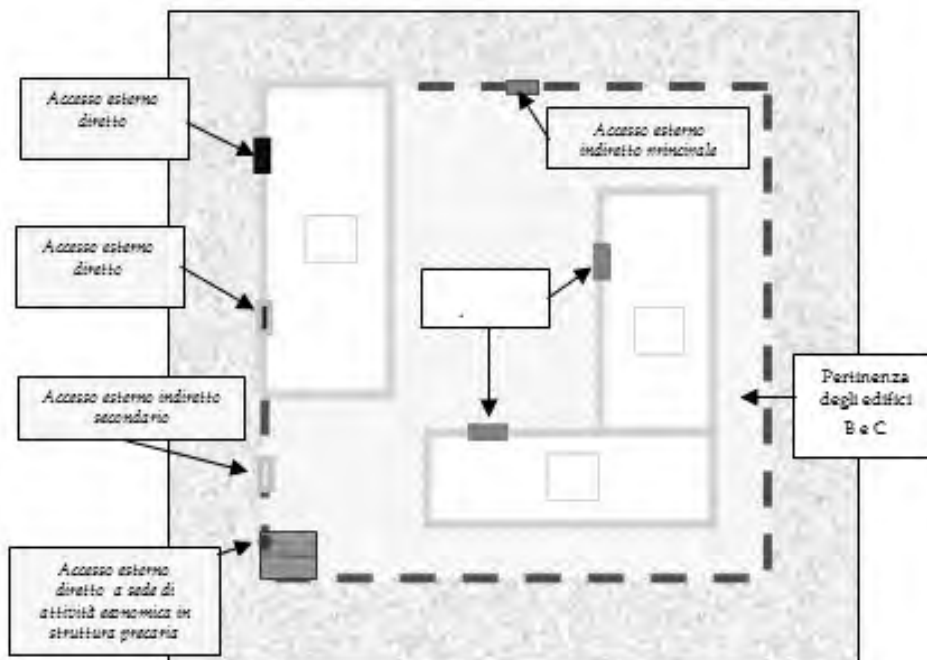 Accesso esterno
diretto
Accesso esterno
indiretto principale
Accesso esterno
diretto
Accesso esterno indiretto
secondario
Pertinenza
degli edifici
B e C
Accesso esterno
diretto a sede di
attività economica in
struttura precaria